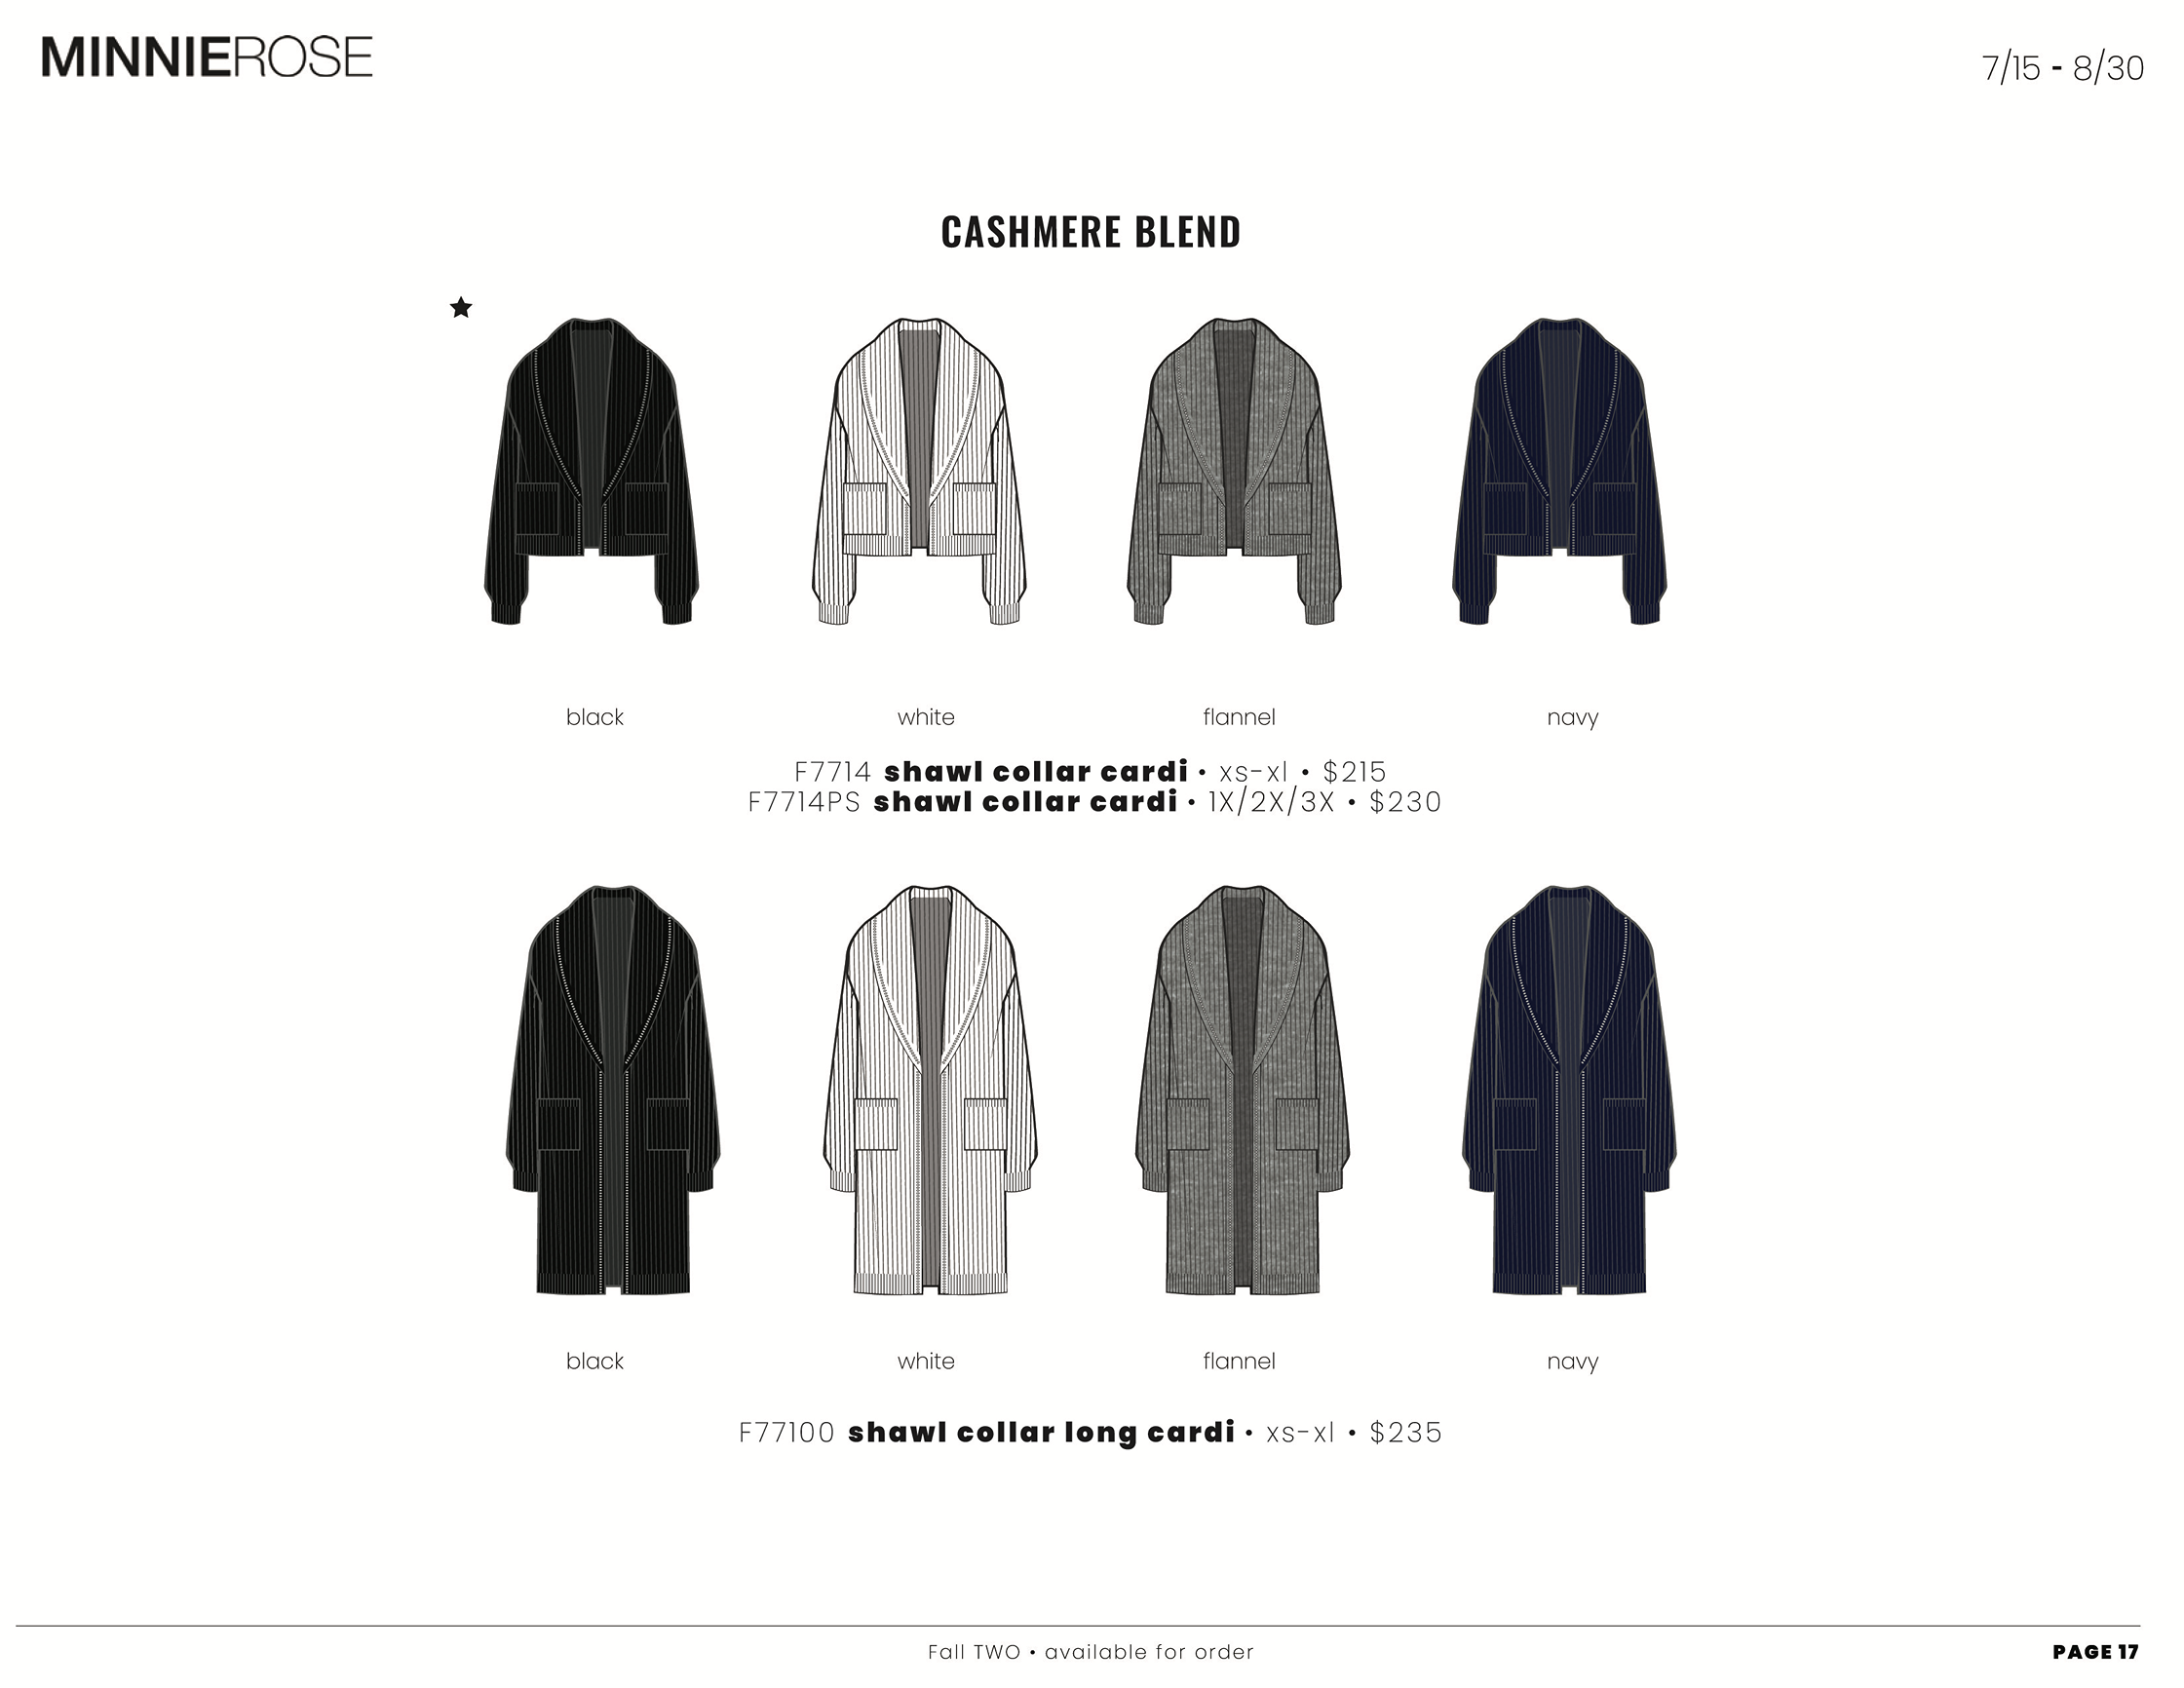 MINNIEROSE
7/15 - 8/30
CASHMERE BLEND
black white flannel navy
F7714 shawl collar cardi • xs-xl • $215
F7714PS shawl collar cardi • 1X/2X/3X • $230
black white flannel navy
F77100 shawl collar long cardi • xs-xl • $235
Fall TWO • available for order
PAGE 17